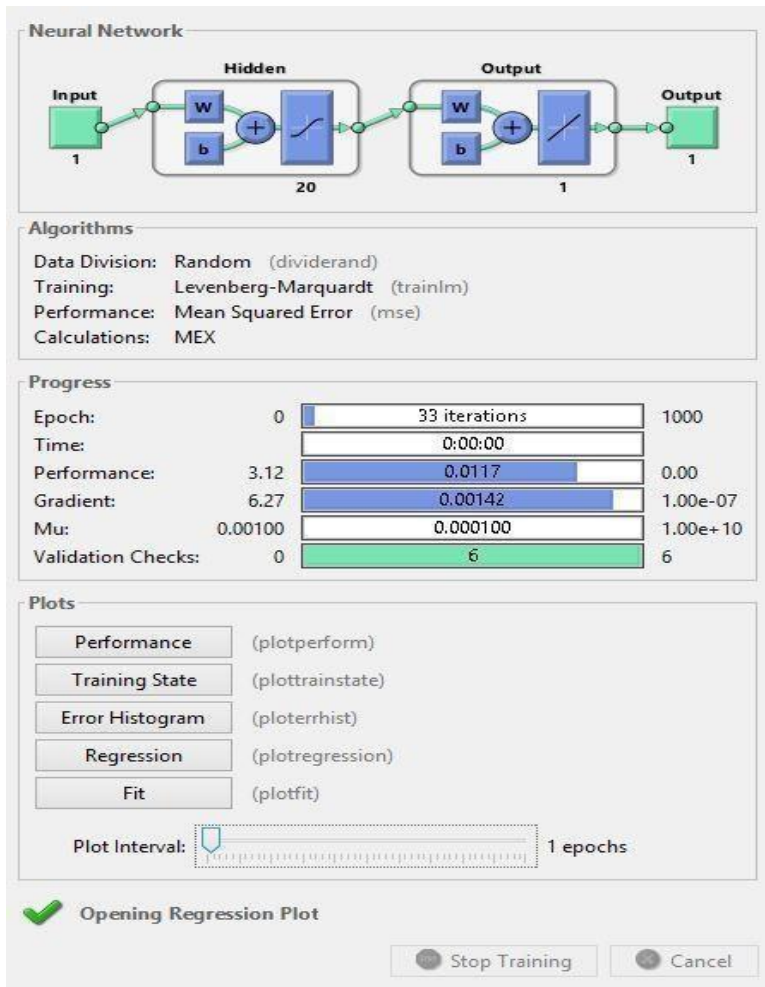 Neural Network
Hidden
Output
Input
Output
W
b
+
W
b
+
1
20
1
1
Algorithms
Data Division: Random (dividerand)
Training: Levenberg-Marquardt (trainlm)
Performance: Mean Squared Error (mse)
Calculations: MEX
Progress
Epoch: 0 33 iterations 1000
Time: 0:00:00
Performance: 3.12 0.0117 0.00
Gradient: 6.27 0.00142 1.00e-07
Mu: 0.00100 0.000100 1.00e+10
Validation Checks: 0 6 6
Plots
Performance (plotperform)
Training State (plottrainstate)
Error Histogram (ploterrhist)
Regression (plotregression)
Fit (plotfit)
Plot Interval: 1 epochs
Opening Regression Plot
Stop Training Cancel